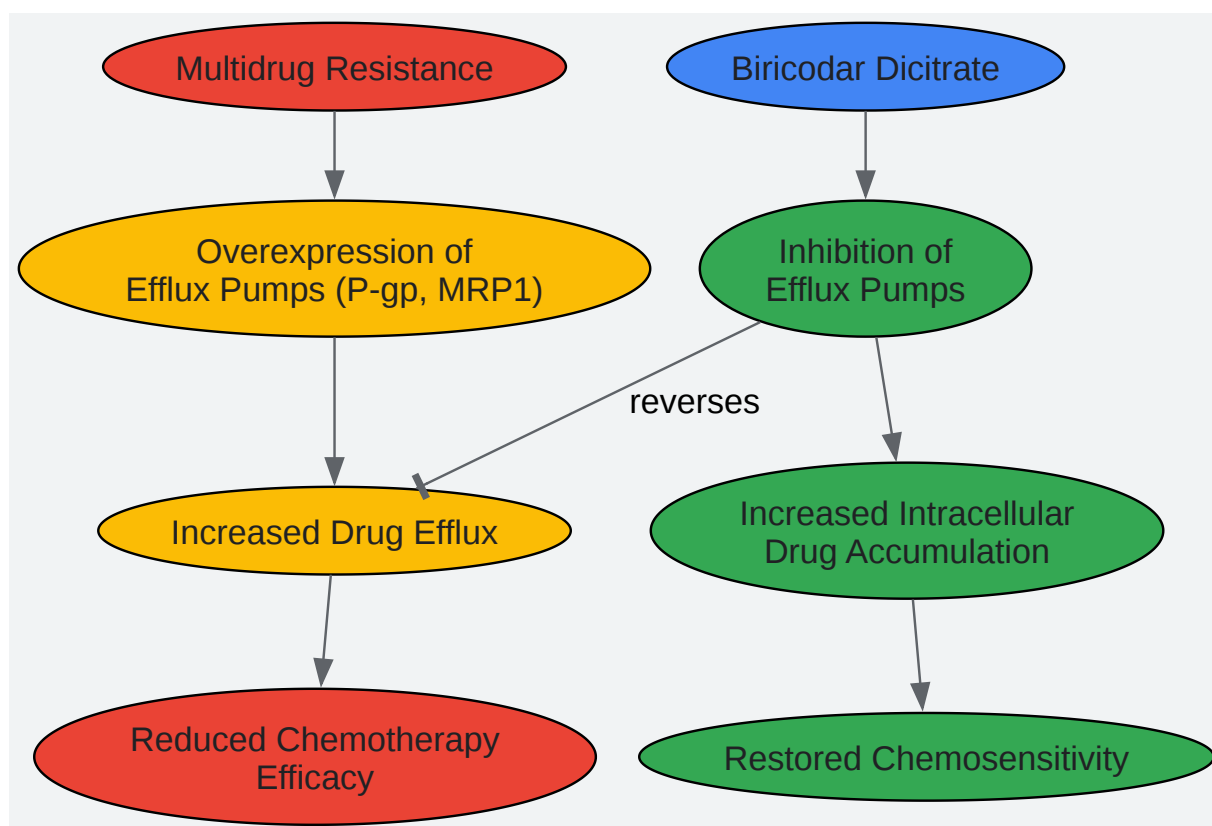 Multidrug Resistance
Biricodar Dicitrate
Overexpression of
Efflux Pumps (P-gp, MRP1)
Inhibition of
Efflux Pumps
reverses
Increased Drug Efflux
Increased Intracellular
Drug Accumulation
Reduced Chemotherapy
Efficacy
Restored Chemosensitivity